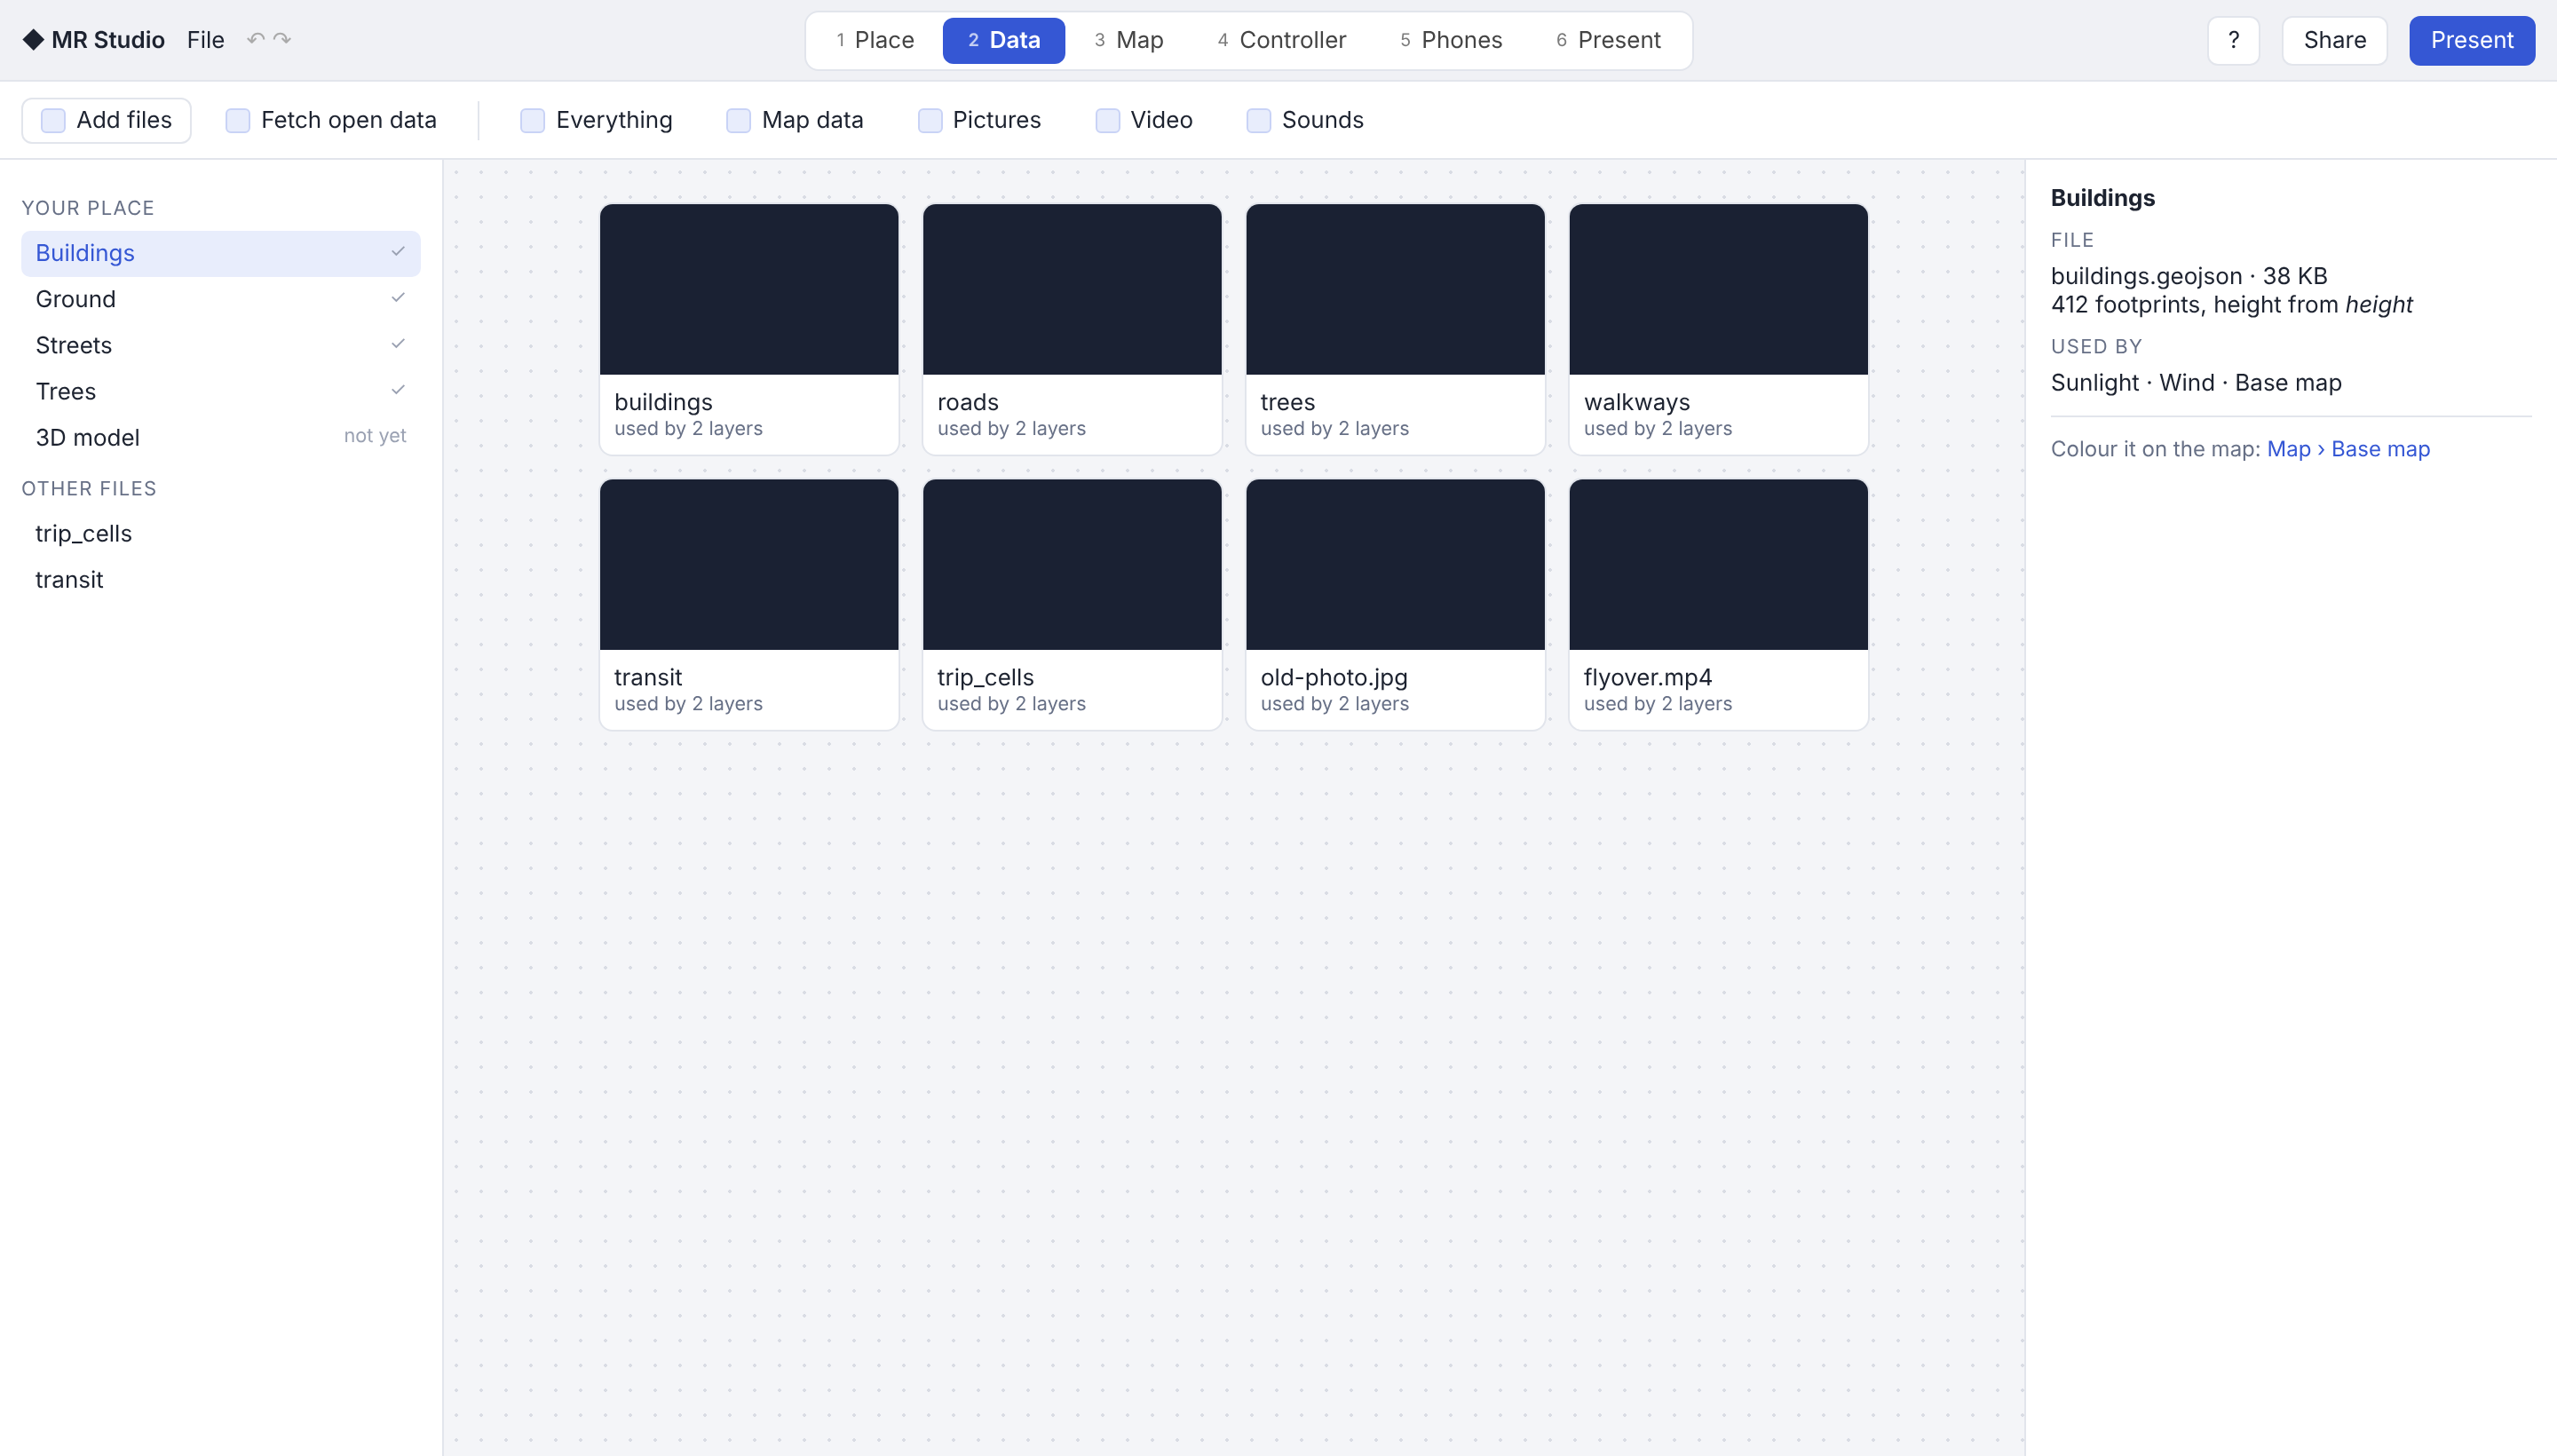 ◆ MR Studio File ↶ ↷
1 Place 2 Data 3 Map 4 Controller 5 Phones 6 Present
? Share Present
Add files Fetch open data Everything Map data Pictures Video Sounds
YOUR PLACE
Buildings ✓
Ground ✓
Streets ✓
Trees ✓
3D model not yet
OTHER FILES
trip_cells
transit
buildings
used by 2 layers
roads
used by 2 layers
trees
used by 2 layers
walkways
used by 2 layers
transit
used by 2 layers
trip_cells
used by 2 layers
old-photo.jpg
used by 2 layers
flyover.mp4
used by 2 layers
Buildings
FILE
buildings.geojson · 38 KB
412 footprints, height from height
USED BY
Sunlight · Wind · Base map
Colour it on the map: Map › Base map